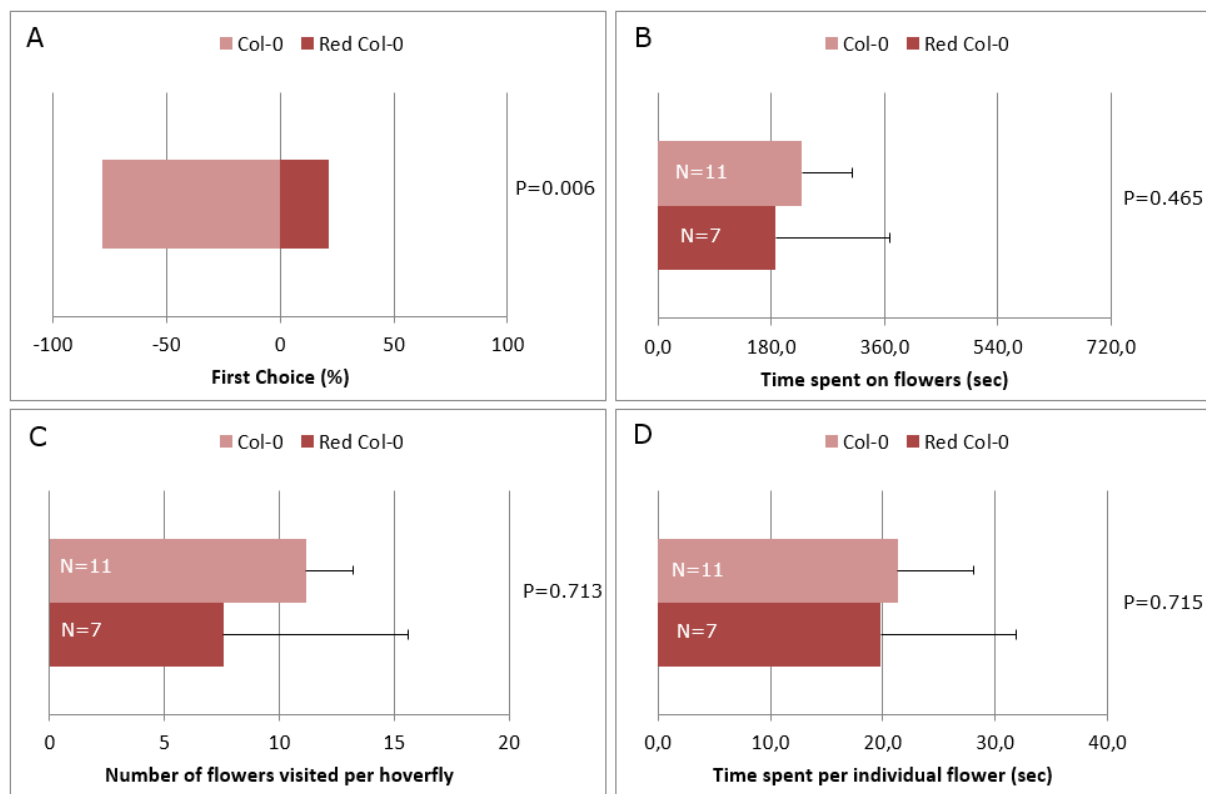 A
Col-0 Red Col-0
P=0.006
-100 -50 0 50 100
First Choice (%)
B
Col-0 Red Col-0
N=11
N=7
P=0.465
0,0 180,0 360,0 540,0 720,0
Time spent on flowers (sec)
C
Col-0 Red Col-0
N=11
N=7
P=0.713
0 5 10 15 20
Number of flowers visited per hoverfly
D
Col-0 Red Col-0
N=11
N=7
P=0.715
0,0 10,0 20,0 30,0 40,0
Time spent per individual flower (sec)